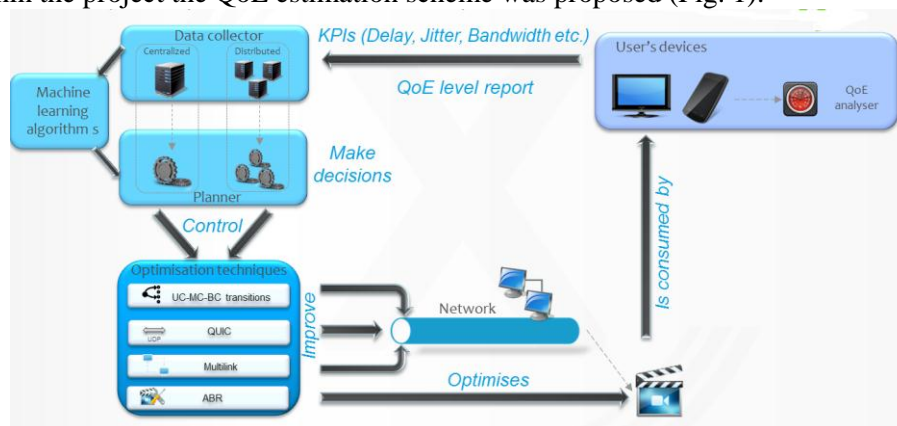 in the project the QoE estimation scheme was proposed (Fig. 1).
Data collector
Centralized
Distributed
KPIs (Delay, Jitter, Bandwidth etc.)
QoE level report
User's devices
QoE
analyser
Machine
learning
algorithm s
Make
decisions
Planner
Control
Is consumed by
Optimisation techniques
UC-MC-BC transitions
QUIC
UDP
Multilink
ABR
Improve
Network
Optimises